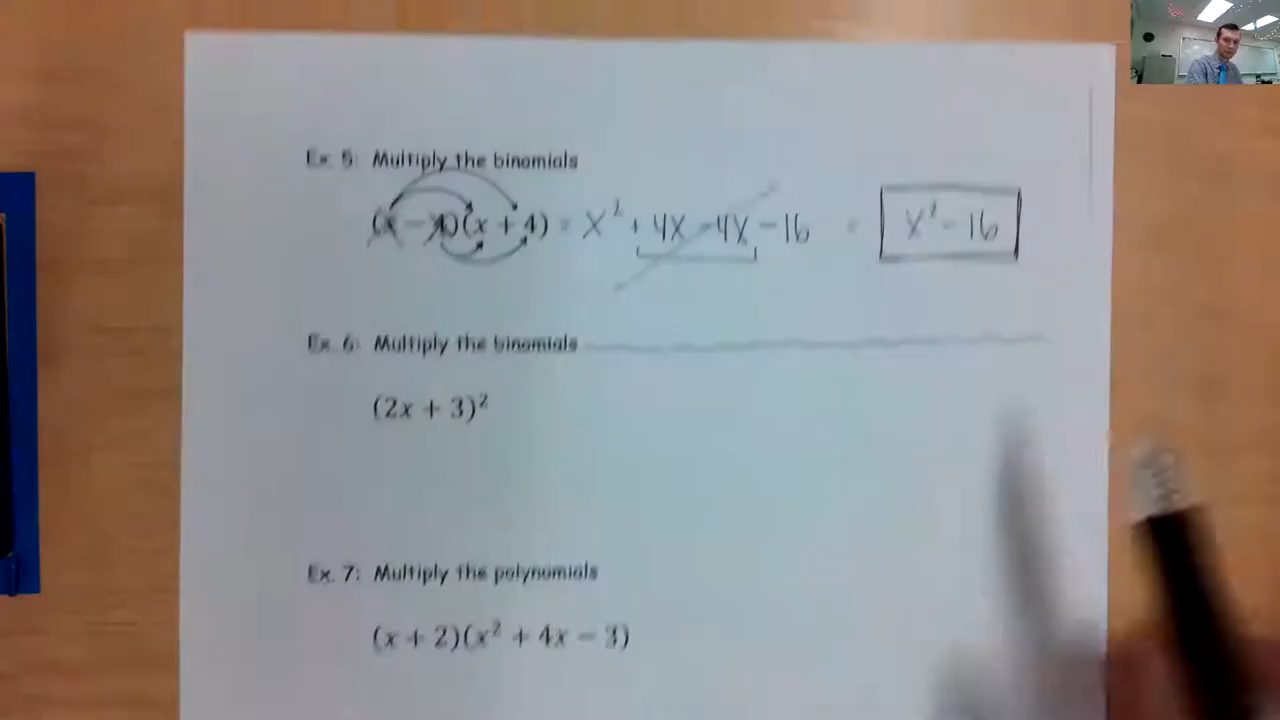 Ex. 5: Multiply the binomials
(x − 4)(x + 4) = x² + 4x − 4x − 16 = x² − 16
Ex. 6: Multiply the binomials
(2x + 3)²
Ex. 7: Multiply the polynomials
(x + 2)(x² + 4x − 3)